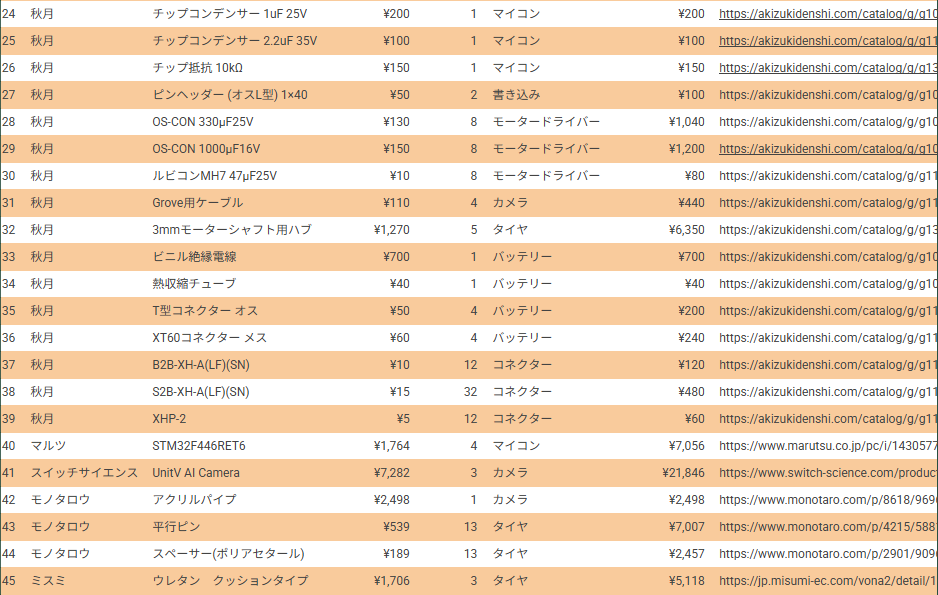 24 秋月 チップコンデンサー 1uF 25V ¥200 1 マイコン ¥200 https://akizukidenshi.com/catalog/g/g10
25 秋月 チップコンデンサー 2.2uF 35V ¥100 1 マイコン ¥100 https://akizukidenshi.com/catalog/g/g11
26 秋月 チップ抵抗 10kΩ ¥150 1 マイコン ¥150 https://akizukidenshi.com/catalog/g/g13
27 秋月 ピンヘッダー (オスL型) 1×40 ¥50 2 書き込み ¥100 https://akizukidenshi.com/catalog/g/g10
28 秋月 OS-CON 330μF25V ¥130 8 モータードライバー ¥1,040 https://akizukidenshi.com/catalog/g/g10
29 秋月 OS-CON 1000μF16V ¥150 8 モータードライバー ¥1,200 https://akizukidenshi.com/catalog/g/g10
30 秋月 ルビコンMH7 47μF25V ¥10 8 モータードライバー ¥80 https://akizukidenshi.com/catalog/g/g11
31 秋月 Grove用ケーブル ¥110 4 カメラ ¥440 https://akizukidenshi.com/catalog/g/g11
32 秋月 3mmモーターシャフト用ハブ ¥1,270 5 タイヤ ¥6,350 https://akizukidenshi.com/catalog/g/g13
33 秋月 ビニル絶縁電線 ¥700 1 バッテリー ¥700 https://akizukidenshi.com/catalog/g/g10
34 秋月 熱収縮チューブ ¥40 1 バッテリー ¥40 https://akizukidenshi.com/catalog/g/g10
35 秋月 T型コネクター オス ¥50 4 バッテリー ¥200 https://akizukidenshi.com/catalog/g/g11
36 秋月 XT60コネクター メス ¥60 4 バッテリー ¥240 https://akizukidenshi.com/catalog/g/g11
37 秋月 B2B-XH-A(LF)(SN) ¥10 12 コネクター ¥120 https://akizukidenshi.com/catalog/g/g11
38 秋月 S2B-XH-A(LF)(SN) ¥15 32 コネクター ¥480 https://akizukidenshi.com/catalog/g/g11
39 秋月 XHP-2 ¥5 12 コネクター ¥60 https://akizukidenshi.com/catalog/g/g11
40 マルツ STM32F446RET6 ¥1,764 4 マイコン ¥7,056 https://www.marutsu.co.jp/pc/i/1430577
41 スイッチサイエンス UnitV AI Camera ¥7,282 3 カメラ ¥21,846 https://www.switch-science.com/product
42 モノタロウ アクリルパイプ ¥2,498 1 カメラ ¥2,498 https://www.monotaro.com/p/8618/969
43 モノタロウ 平行ピン ¥539 13 タイヤ ¥7,007 https://www.monotaro.com/p/4215/588
44 モノタロウ スペーサー(ポリアセタール) ¥189 13 タイヤ ¥2,457 https://www.monotaro.com/p/2901/909
45 ミスミ ウレタン　クッションタイプ ¥1,706 3 タイヤ ¥5,118 https://jp.misumi-ec.com/vona2/detail/1